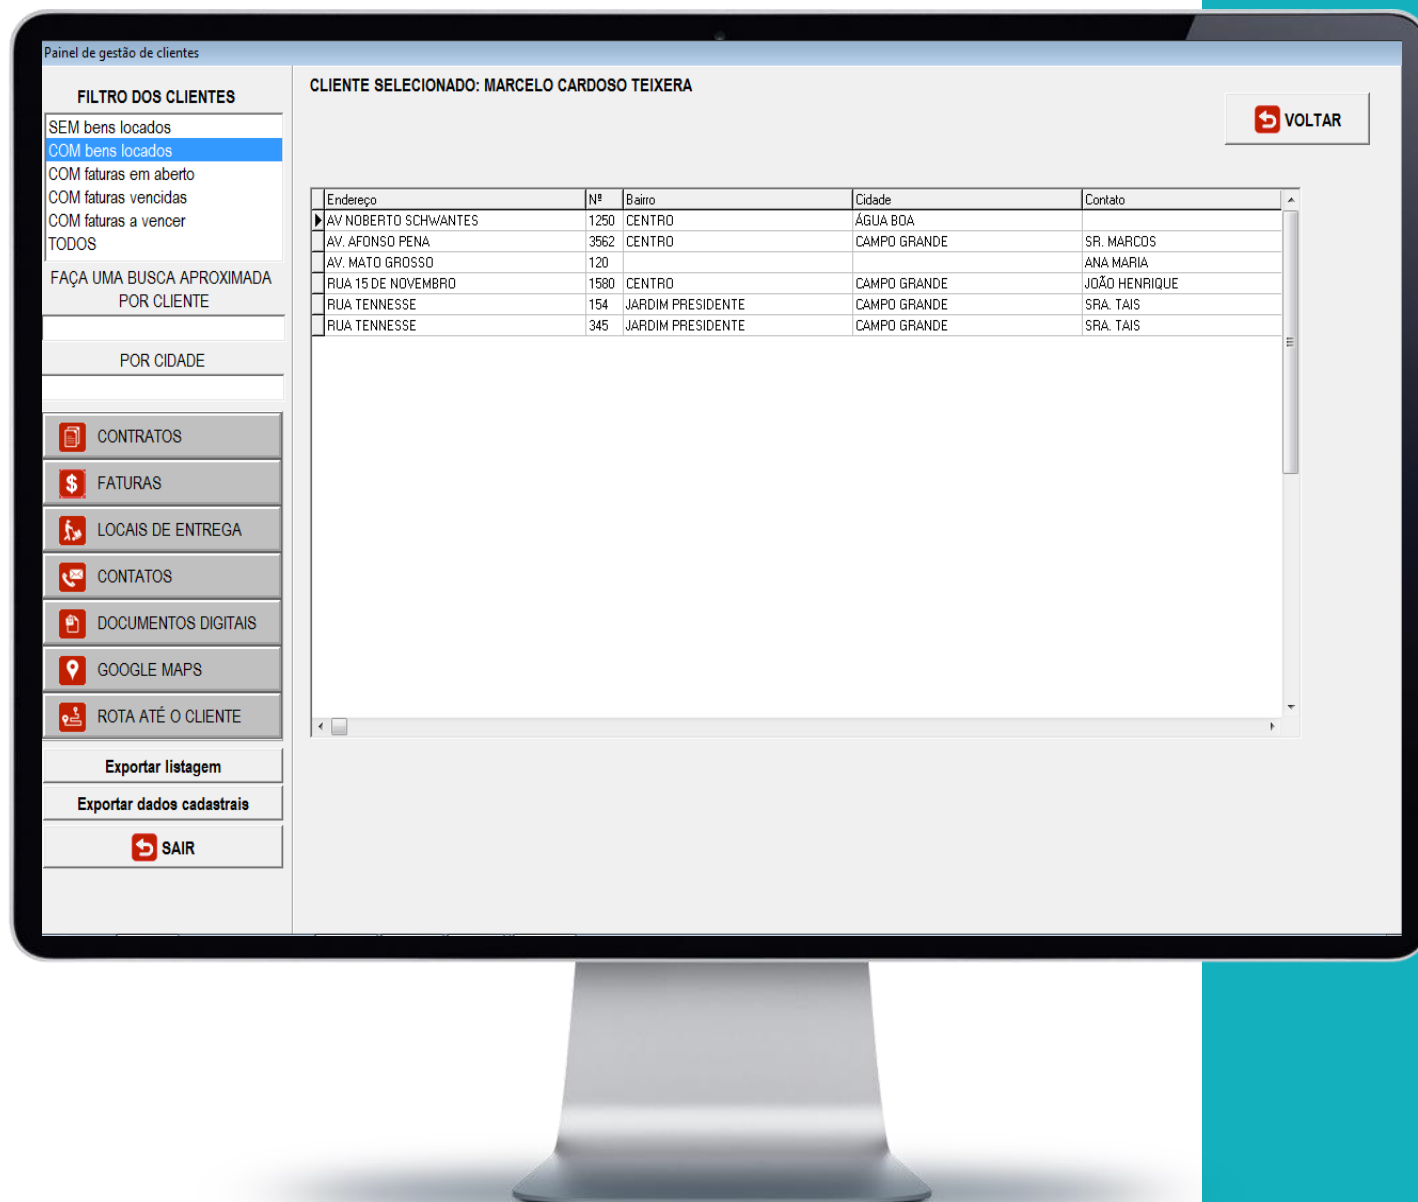 Painel de gestão de clientes
FILTRO DOS CLIENTES
SEM bens locados
COM bens locados
COM faturas em aberto
COM faturas vencidas
COM faturas a vencer
TODOS
FAÇA UMA BUSCA APROXIMADA
POR CLIENTE
POR CIDADE
CONTRATOS
FATURAS
LOCAIS DE ENTREGA
CONTATOS
DOCUMENTOS DIGITAIS
GOOGLE MAPS
ROTA ATÉ O CLIENTE
Exportar listagem
Exportar dados cadastrais
SAIR
CLIENTE SELECIONADO: MARCELO CARDOSO TEIXERA
VOLTAR
Endereço Nº Bairro Cidade Contato
AV NOBERTO SCHWANTES 1250 CENTRO ÁGUA BOA
AV. AFONSO PENA 3562 CENTRO CAMPO GRANDE SR. MARCOS
AV. MATO GROSSO 120 ANA MARIA
RUA 15 DE NOVEMBRO 1580 CENTRO CAMPO GRANDE JOÃO HENRIQUE
RUA TENNESSE 154 JARDIM PRESIDENTE CAMPO GRANDE SRA. TAIS
RUA TENNESSE 345 JARDIM PRESIDENTE CAMPO GRANDE SRA. TAIS